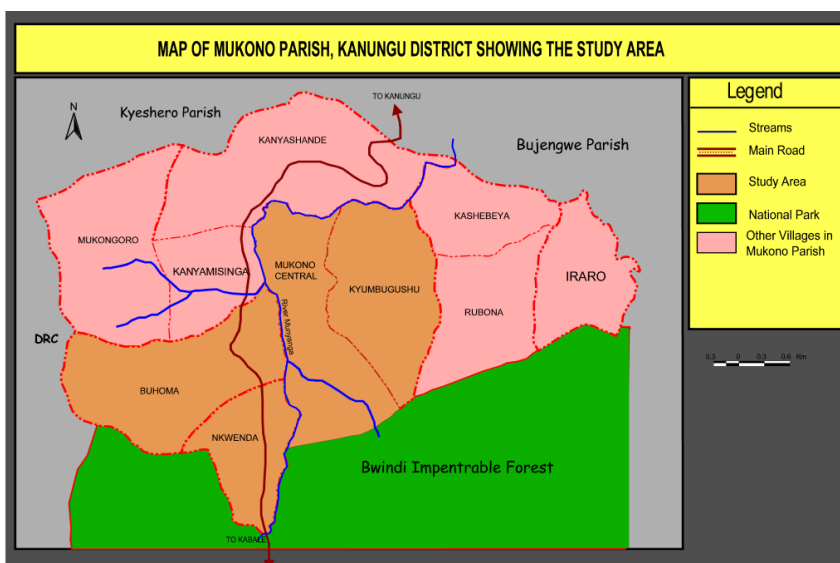 MAP OF MUKONO PARISH, KANUNGU DISTRICT SHOWING THE STUDY AREA
N
Kyeshero Parish
TO KANUNGU
KANYASHANDE
Bujengwe Parish
MUKONGORO
KANYAMISINGA
MUKONO
CENTRAL
KYUMBUGUSHU
KASHEBEYA
RUBONA
IRARO
River Munyanga
DRC
BUHOMA
NKWENDA
Bwindi Impentrable Forest
TO KABALE
Legend
Streams
Main Road
Study Area
National Park
Other Villages in
Mukono Parish
0.3 0 0.3 0.6 Km